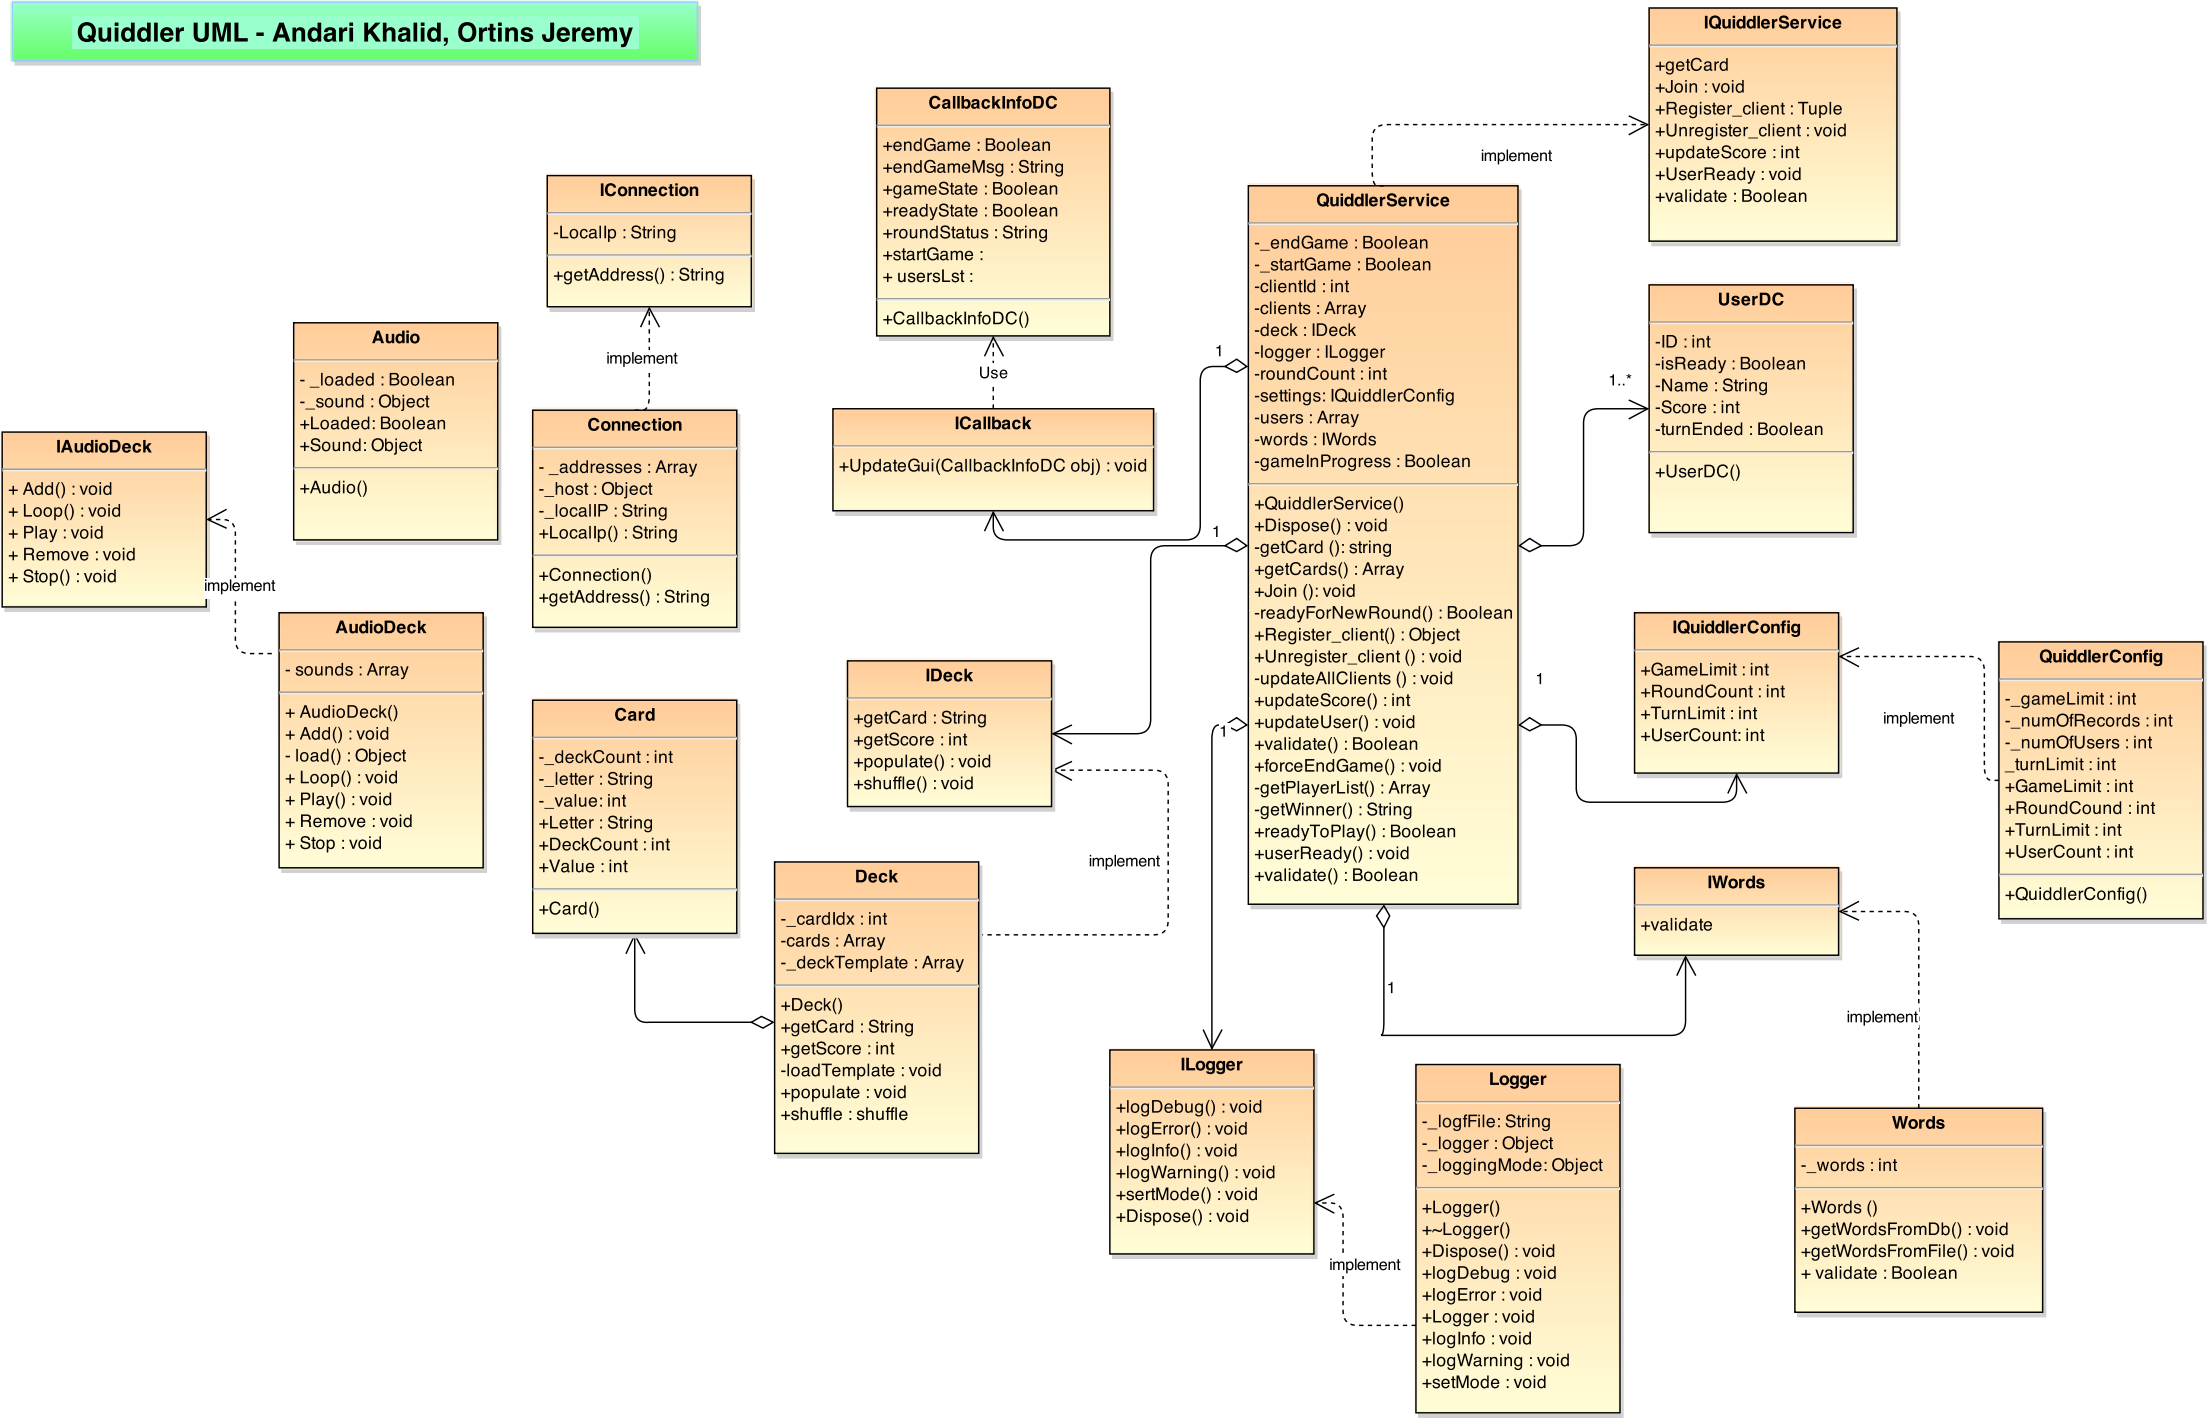 Quiddler UML - Andari Khalid, Ortins Jeremy
IQuiddlerService
+getCard
+Join : void
+Register_client : Tuple
+Unregister_client : void
+updateScore : int
+UserReady : void
+validate : Boolean
CallbackInfoDC
+endGame : Boolean
+endGameMsg : String
+gameState : Boolean
+readyState : Boolean
+roundStatus : String
+startGame :
+ usersLst :
+CallbackInfoDC()
implement
IConnection
-LocalIp : String
+getAddress() : String
QuiddlerService
-_endGame : Boolean
-_startGame : Boolean
-clientId : int
-clients : Array
-deck : IDeck
-logger : ILogger
-roundCount : int
-settings: IQuiddlerConfig
-users : Array
-words : IWords
-gameInProgress : Boolean
+QuiddlerService()
+Dispose() : void
-getCard (): string
+getCards() : Array
+Join (): void
-readyForNewRound() : Boolean
+Register_client() : Object
+Unregister_client () : void
-updateAllClients () : void
+updateScore() : int
+updateUser() : void
+validate() : Boolean
+forceEndGame() : void
-getPlayerList() : Array
-getWinner() : String
+readyToPlay() : Boolean
+userReady() : void
+validate() : Boolean
UserDC
-ID : int
-isReady : Boolean
-Name : String
-Score : int
-turnEnded : Boolean
+UserDC()
1..*
1
Audio
- _loaded : Boolean
-_sound : Object
+Loaded: Boolean
+Sound: Object
+Audio()
implement
Use
Connection
- _addresses : Array
-_host : Object
-_localIP : String
+LocalIp() : String
+Connection()
+getAddress() : String
ICallback
+UpdateGui(CallbackInfoDC obj) : void
1
IAudioDeck
+ Add() : void
+ Loop() : void
+ Play : void
+ Remove : void
+ Stop() : void
implement
AudioDeck
- sounds : Array
+ AudioDeck()
+ Add() : void
- load() : Object
+ Loop() : void
+ Play() : void
+ Remove : void
+ Stop : void
IDeck
+getCard : String
+getScore : int
+populate() : void
+shuffle() : void
1
1
IQuiddlerConfig
+GameLimit : int
+RoundCount : int
+TurnLimit : int
+UserCount: int
implement
QuiddlerConfig
-_gameLimit : int
-_numOfRecords : int
-_numOfUsers : int
_turnLimit : int
+GameLimit : int
+RoundCound : int
+TurnLimit : int
+UserCount : int
+QuiddlerConfig()
Card
-_deckCount : int
-_letter : String
-_value: int
+Letter : String
+DeckCount : int
+Value : int
+Card()
implement
Deck
-_cardIdx : int
-cards : Array
-_deckTemplate : Array
+Deck()
+getCard : String
+getScore : int
-loadTemplate : void
+populate : void
+shuffle : shuffle
IWords
+validate
1
implement
ILogger
+logDebug() : void
+logError() : void
+logInfo() : void
+logWarning() : void
+sertMode() : void
+Dispose() : void
implement
Logger
-_logfFile: String
-_logger : Object
-_loggingMode: Object
+Logger()
+~Logger()
+Dispose() : void
+logDebug : void
+logError : void
+Logger : void
+logInfo : void
+logWarning : void
+setMode : void
Words
-_words : int
+Words ()
+getWordsFromDb() : void
+getWordsFromFile() : void
+ validate : Boolean